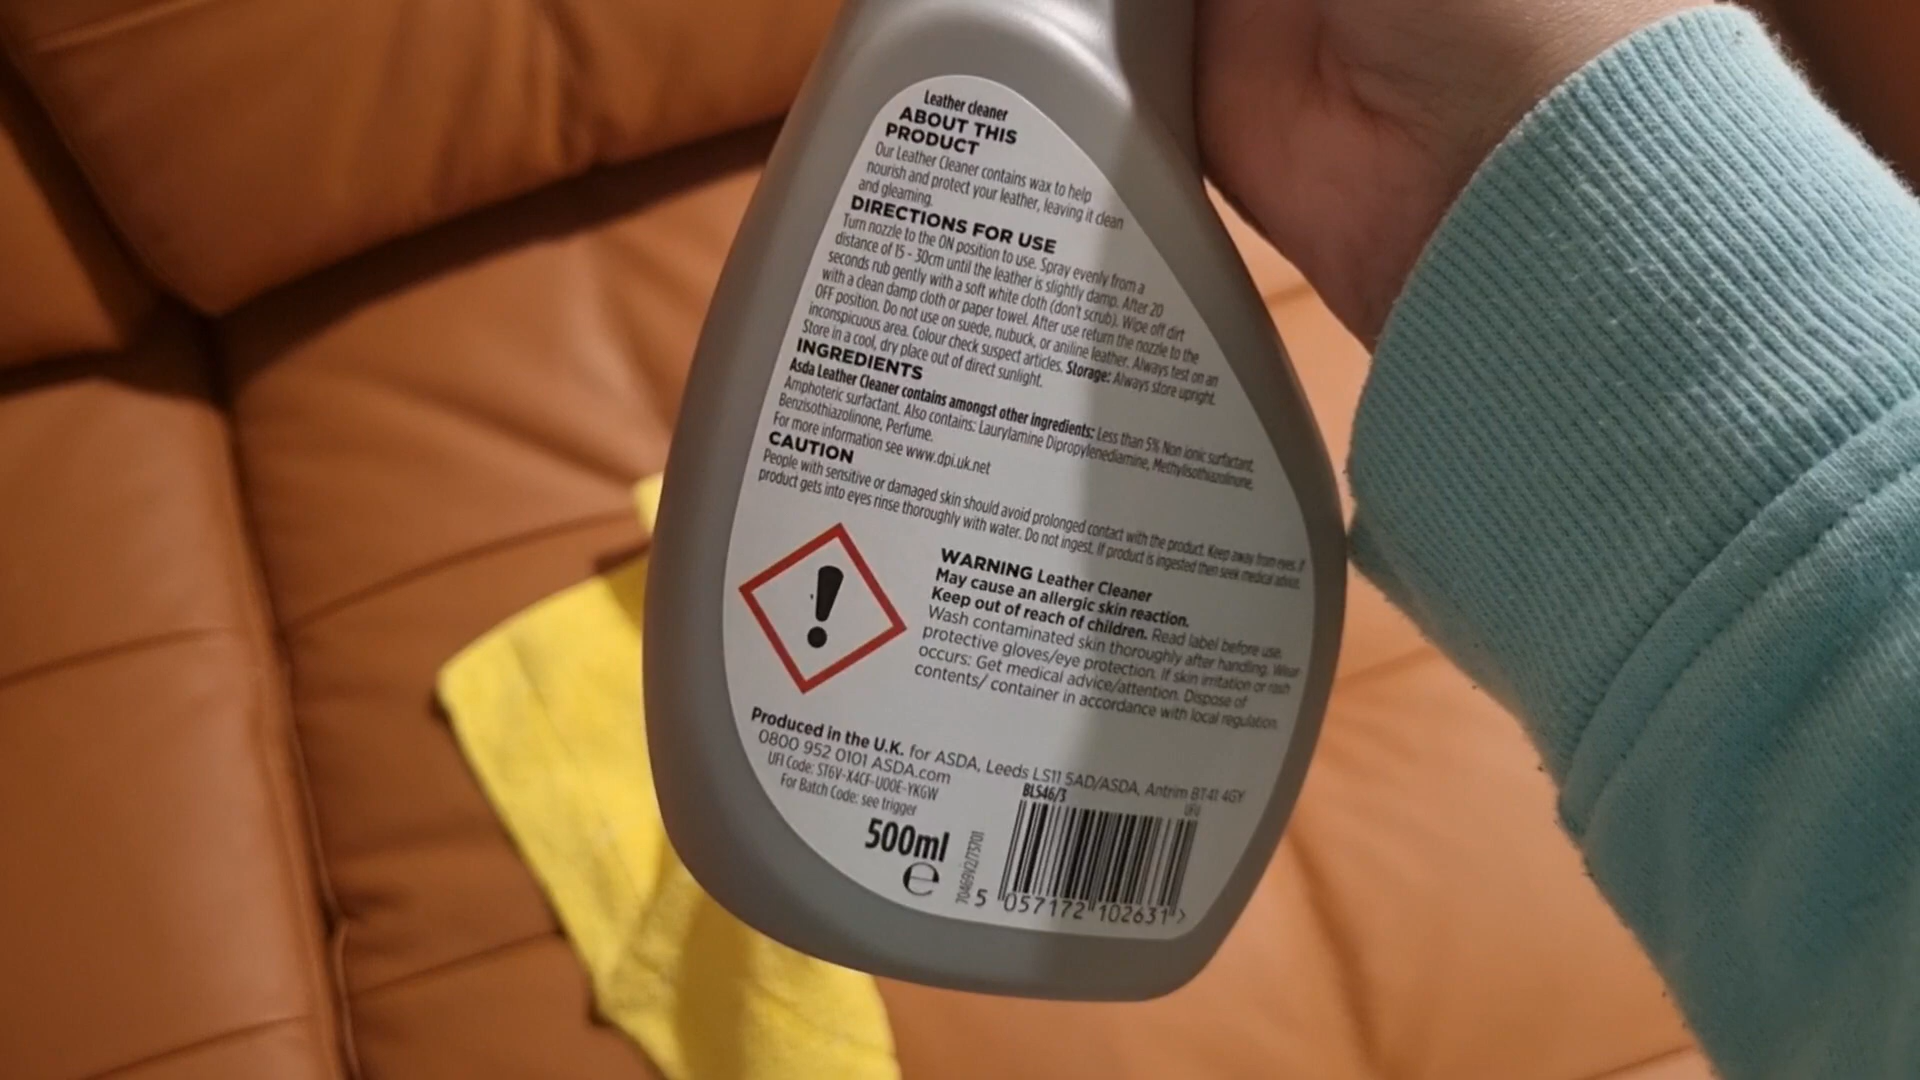 Leather cleaner
ABOUT THIS
PRODUCT
Our Leather Cleaner contains wax to help
nourish and protect your leather, leaving it clean
and gleaming.
DIRECTIONS FOR USE
Turn nozzle to the ON position to use. Spray evenly from a
distance of 15 - 30cm until the leather is slightly damp. After 20
seconds rub gently with a soft white cloth (don't scrub). Wipe off dirt
with a clean damp cloth or paper towel. After use return the nozzle to the
OFF position. Do not use on suede, nubuck, or aniline leather. Always test on an
inconspicuous area. Colour check suspect articles. Storage: Always store upright.
Store in a cool, dry place out of direct sunlight.
INGREDIENTS
Asda Leather Cleaner contains amongst other ingredients: Less than 5% Non ionic surfactant,
Amphoteric surfactant. Also contains: Laurylamine Dipropylenediamine, Methylisothiazolinone,
Benzisothiazolinone, Perfume.
For more information see www.dpi.uk.net
CAUTION
People with sensitive or damaged skin should avoid prolonged contact with the product. Keep away from eyes. If
product gets into eyes rinse thoroughly with water. Do not ingest. If product is ingested then seek medical advice.
WARNING Leather Cleaner
May cause an allergic skin reaction.
Keep out of reach of children. Read label before use.
Wash contaminated skin thoroughly after handling. Wear
protective gloves/eye protection. If skin irritation or rash
occurs: Get medical advice/attention. Dispose of
contents/ container in accordance with local regulation.
Produced in the U.K. for ASDA, Leeds LS11 5AD/ASDA, Antrim BT41 4GY
0800 952 0101 ASDA.com
UFI Code: ST6V-X4CF-U00E-YKGW
For Batch Code: see trigger
BL546/3
500ml
e
5 057172 102631 >